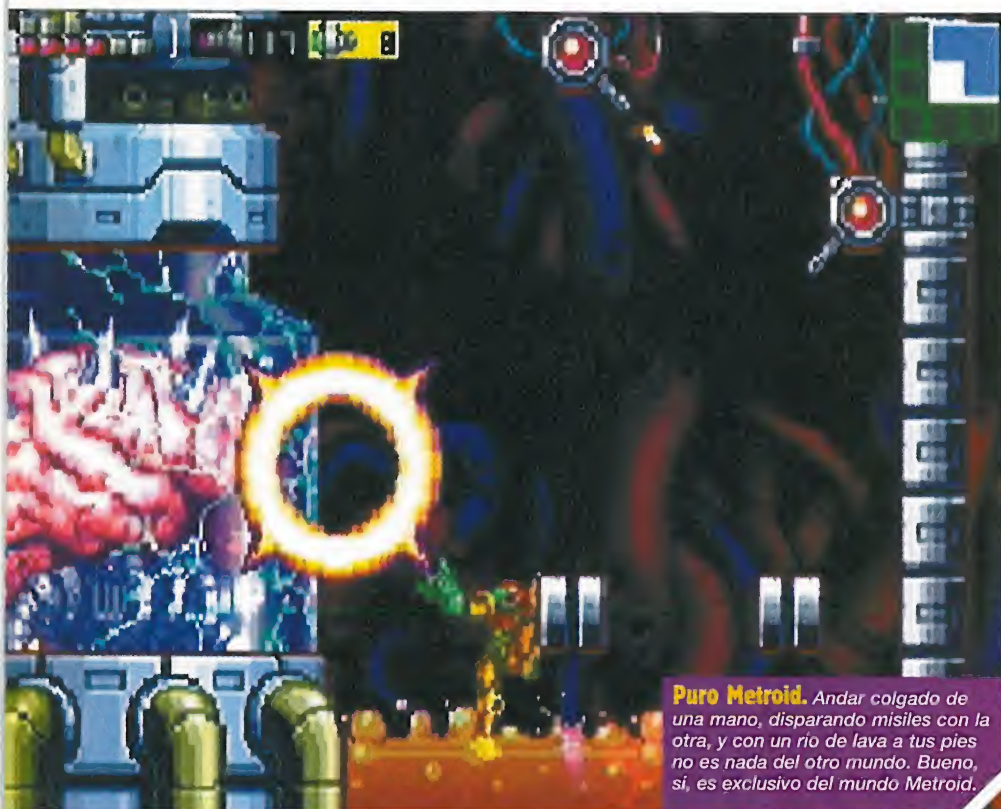 Puro Metroid. Andar colgado de
una mano, disparando misiles con la
otra, y con un río de lava a tus pies
no es nada del otro mundo. Bueno,
sí, es exclusivo del mundo Metroid.